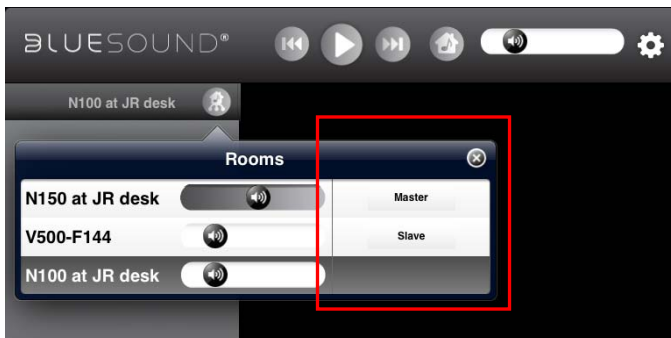 BLUESOUND®
N100 at JR desk
Rooms
N150 at JR desk Master
V500-F144 Slave
N100 at JR desk